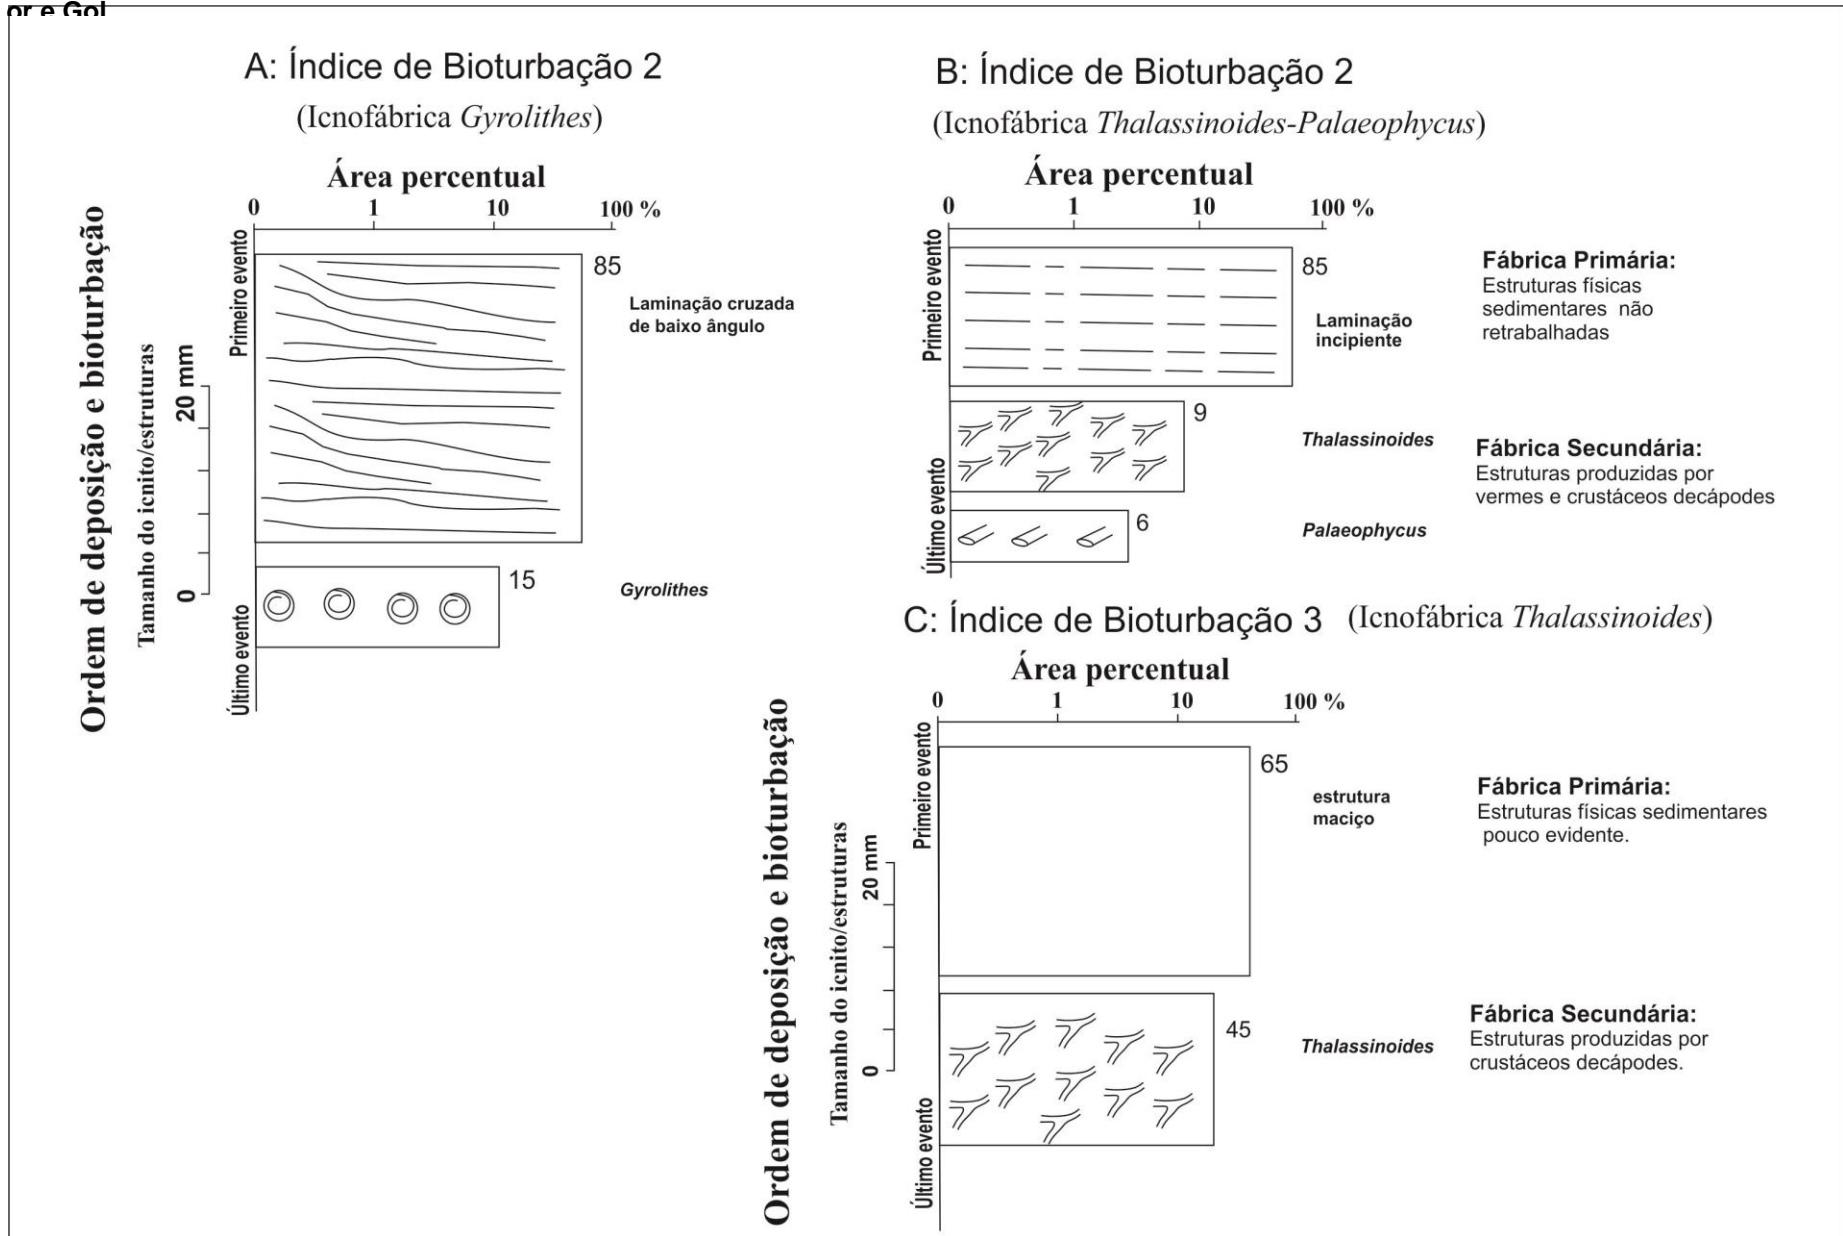 or e Gol
A: Índice de Bioturbação 2
(Icnofábrica Gyrolithes)
Área percentual
0 1 10 100 %
Ordem de deposição e bioturbação
Tamanho do icnito/estruturas
0 20 mm
Primeiro evento
Último evento
85
Laminação cruzada
de baixo ângulo
15
Gyrolithes
B: Índice de Bioturbação 2
(Icnofábrica Thalassinoides-Palaeophycus)
Área percentual
0 1 10 100 %
Primeiro evento
Último evento
85
Laminação
incipiente
Fábrica Primária:
Estruturas físicas
sedimentares não
retrabalhadas
9
Thalassinoides
Fábrica Secundária:
Estruturas produzidas por
vermes e crustáceos decápodes
6
Palaeophycus
C: Índice de Bioturbação 3 (Icnofábrica Thalassinoides)
Área percentual
0 1 10 100 %
Ordem de deposição e bioturbação
Tamanho do icnito/estruturas
0 20 mm
Primeiro evento
Último evento
65
estrutura
maciço
Fábrica Primária:
Estruturas físicas sedimentares
pouco evidente.
45
Thalassinoides
Fábrica Secundária:
Estruturas produzidas por
crustáceos decápodes.